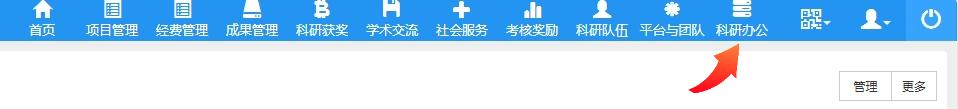 首页 项目管理 经费管理 成果管理 科研获奖 学术交流 社会服务 考核奖励 科研队伍 平台与团队 科研办公
管理 更多